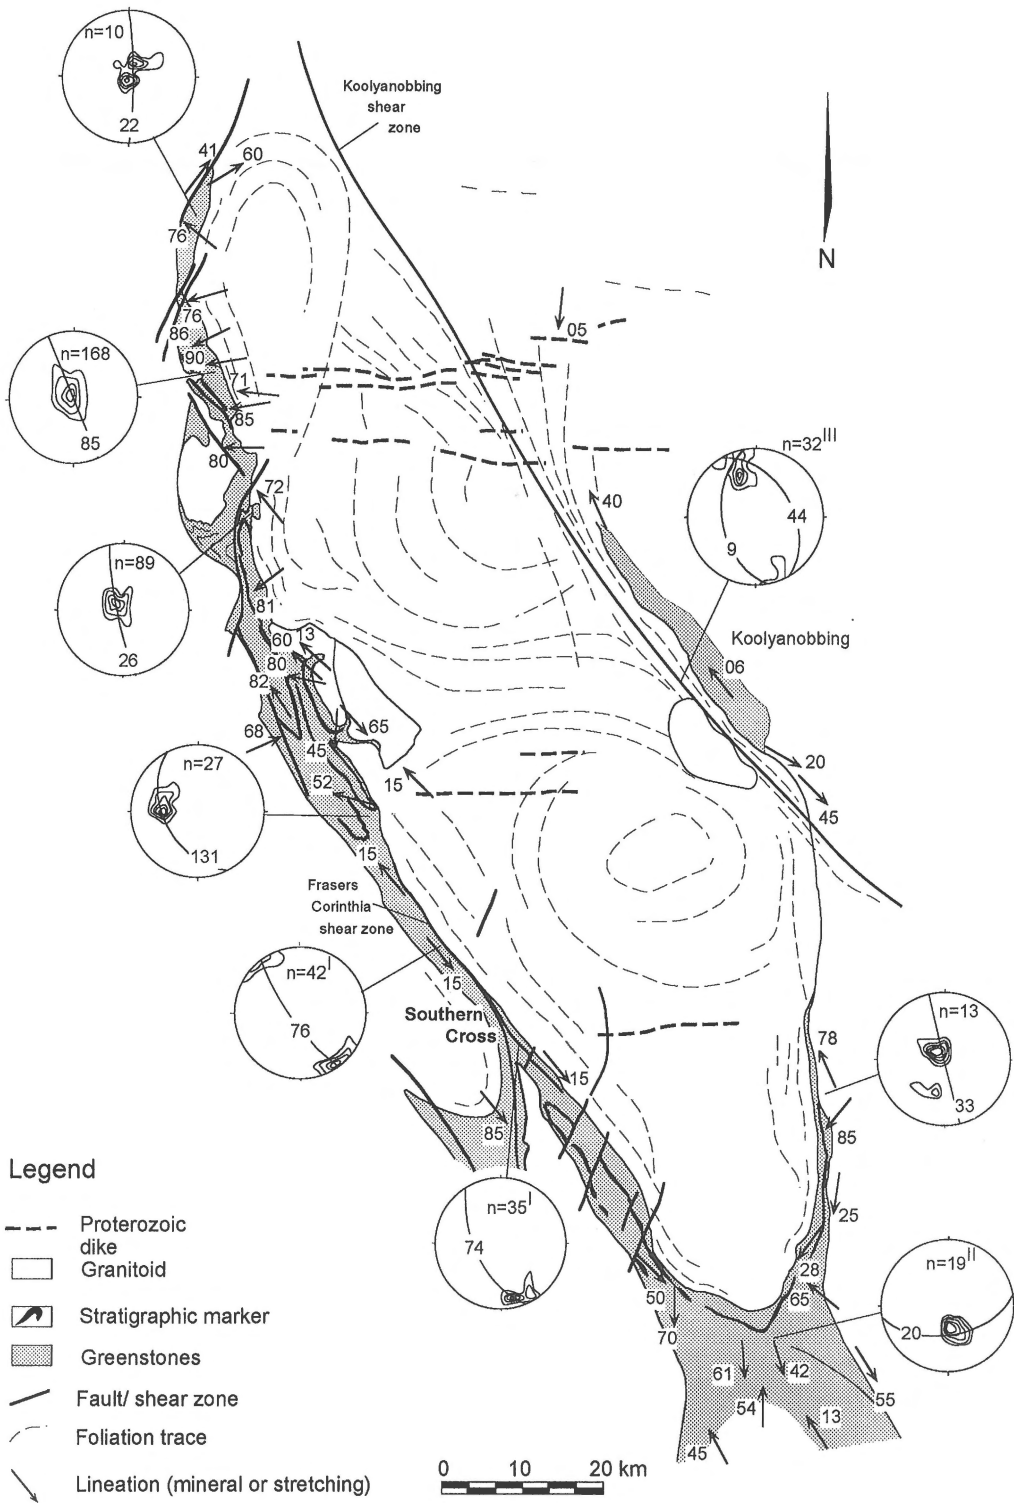 n=10
22
Koolyanobbing
shear
zone
41
60
76
N
76
86
90
71
85
80
05
n=168
85
72
40
n=32III
44
9
n=89
26
81
60
13
80
82
68
45
65
52
15
Koolyanobbing
06
20
45
n=27
131
15
Frasers
Corinthia
shear zone
15
n=42I
76
Southern
Cross
15
85
78
n=13
33
85
25
n=35I
74
28
65
50
70
n=19II
20
61
42
54
13
55
45
Legend
Proterozoic
dike
Granitoid
Stratigraphic marker
Greenstones
Fault/ shear zone
Foliation trace
Lineation (mineral or stretching)
0 10 20 km